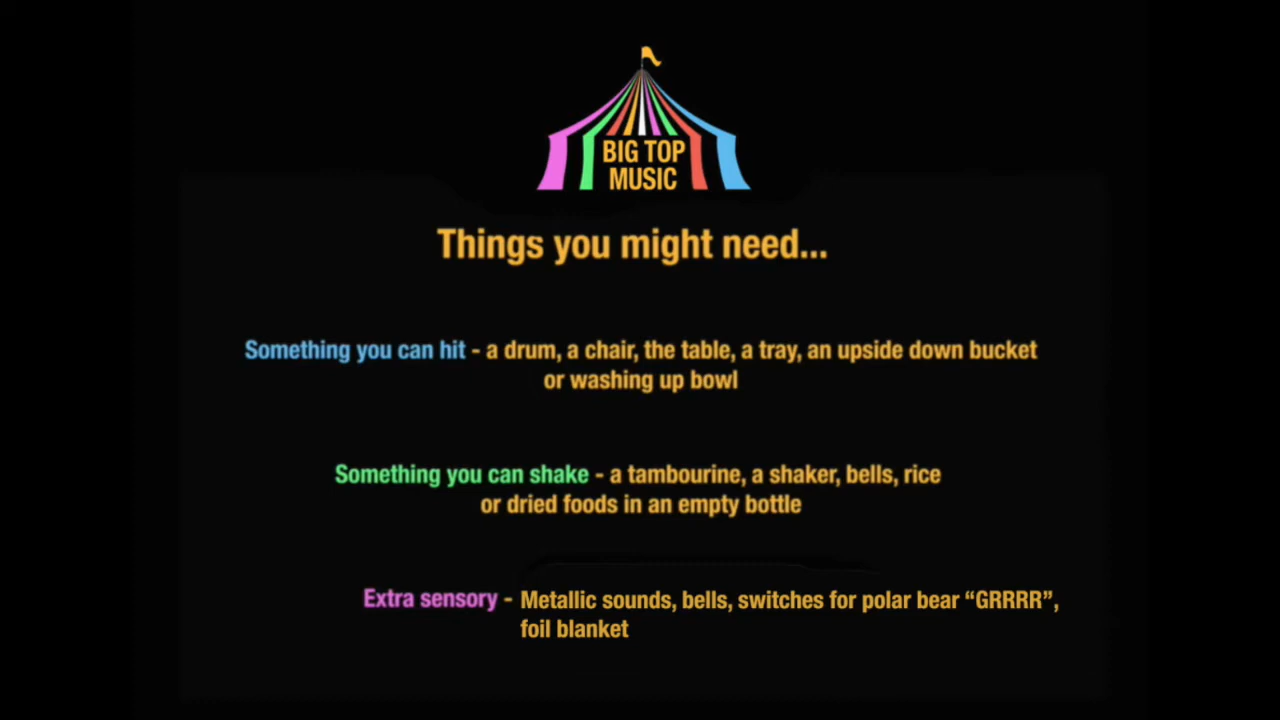 BIG TOP
MUSIC
Things you might need...
Something you can hit - a drum, a chair, the table, a tray, an upside down bucket
or washing up bowl
Something you can shake - a tambourine, a shaker, bells, rice
or dried foods in an empty bottle
Extra sensory - Metallic sounds, bells, switches for polar bear “GRRRR”,
foil blanket